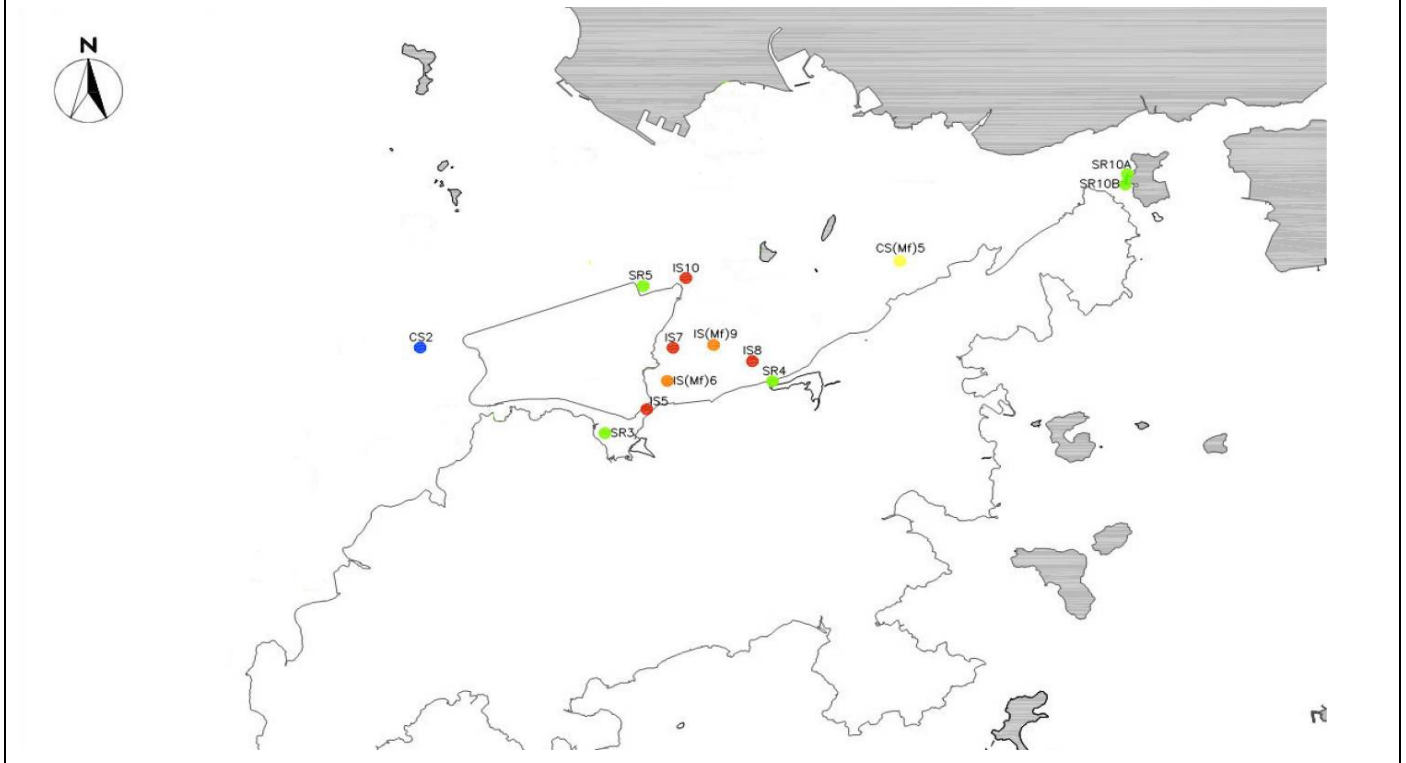 N
SR10A
SR10B
CS(Mf)5
IS10
SR5
CS2
IS7
IS(Mf)9
IS8
SR4
IS(Mf)6
IS5
SR3